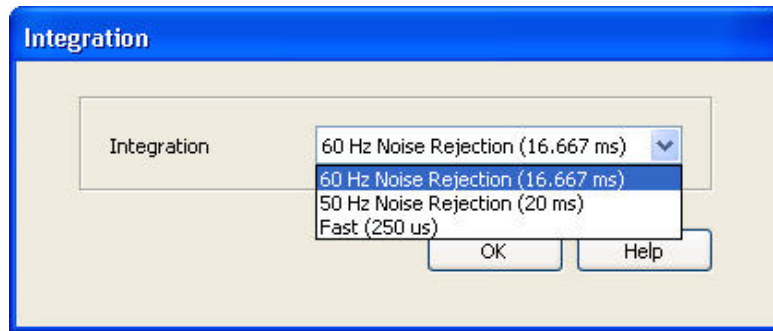 Integration
Integration 60 Hz Noise Rejection (16.667 ms)
60 Hz Noise Rejection (16.667 ms)
50 Hz Noise Rejection (20 ms)
Fast (250 us)
OK Help